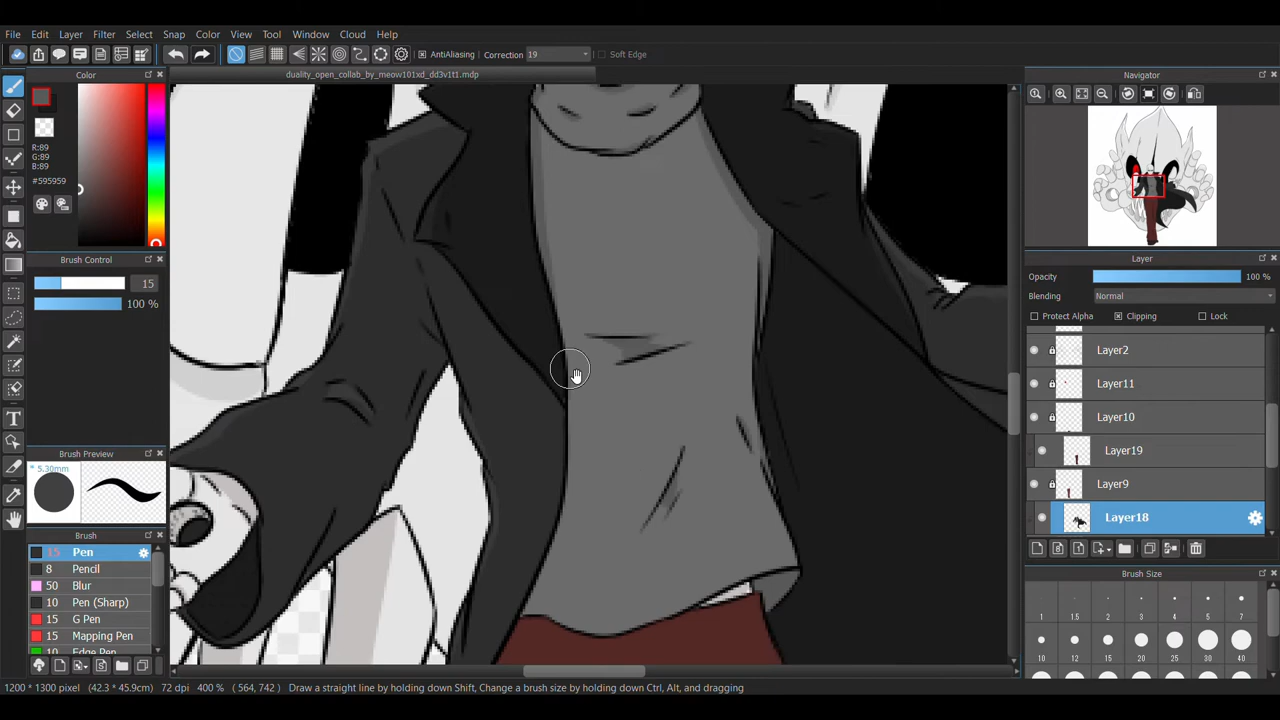 File Edit Layer Filter Select Snap Color View Tool Window Cloud Help
AntiAliasing Correction 19 Soft Edge
Color
duality_open_collab_by_meow101xd_dd3v1t1.mdp
Navigator
R:89
G:89
B:89
#595959
Brush Control
15
100 %
Layer
Opacity 100 %
Blending Normal
Protect Alpha Clipping Lock
Layer2
Layer11
Layer10
Layer19
Layer9
Layer18
Brush Preview
* 5.30mm
Brush
15 Pen
8 Pencil
50 Blur
10 Pen (Sharp)
15 G Pen
15 Mapping Pen
10 Edge Pen
Brush Size
1 1.5 2 3 4 5 7
10 12 15 20 25 30 40
1200 * 1300 pixel (42.3 * 45.9cm) 72 dpi 400 % ( 564, 742 ) Draw a straight line by holding down Shift, Change a brush size by holding down Ctrl, Alt, and dragging